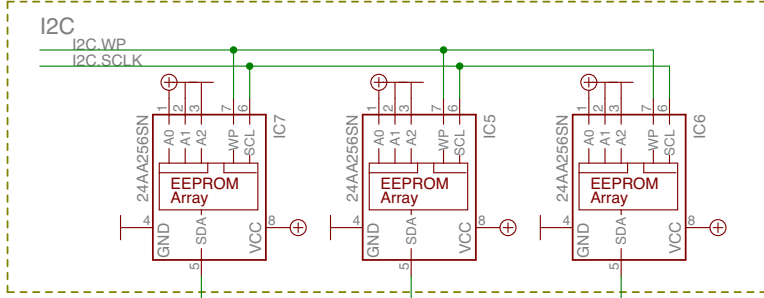 I2C
I2C.WP
I2C.SCLK
1 2 3 7 6
A0 A1 A2 WP SCL
24AA256SN
IC7
EEPROM
Array
4 GND SDA VCC 8
5
1 2 3 7 6
A0 A1 A2 WP SCL
24AA256SN
IC5
EEPROM
Array
4 GND SDA VCC 8
5
1 2 3 7 6
A0 A1 A2 WP SCL
24AA256SN
IC6
EEPROM
Array
4 GND SDA VCC 8
5